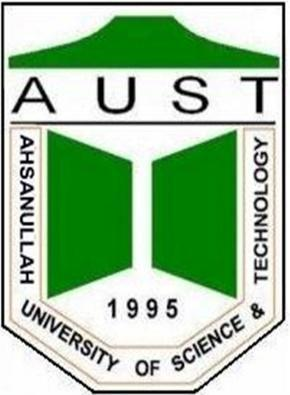 AUST
AHSANULLAH UNIVERSITY OF SCIENCE & TECHNOLOGY
1995